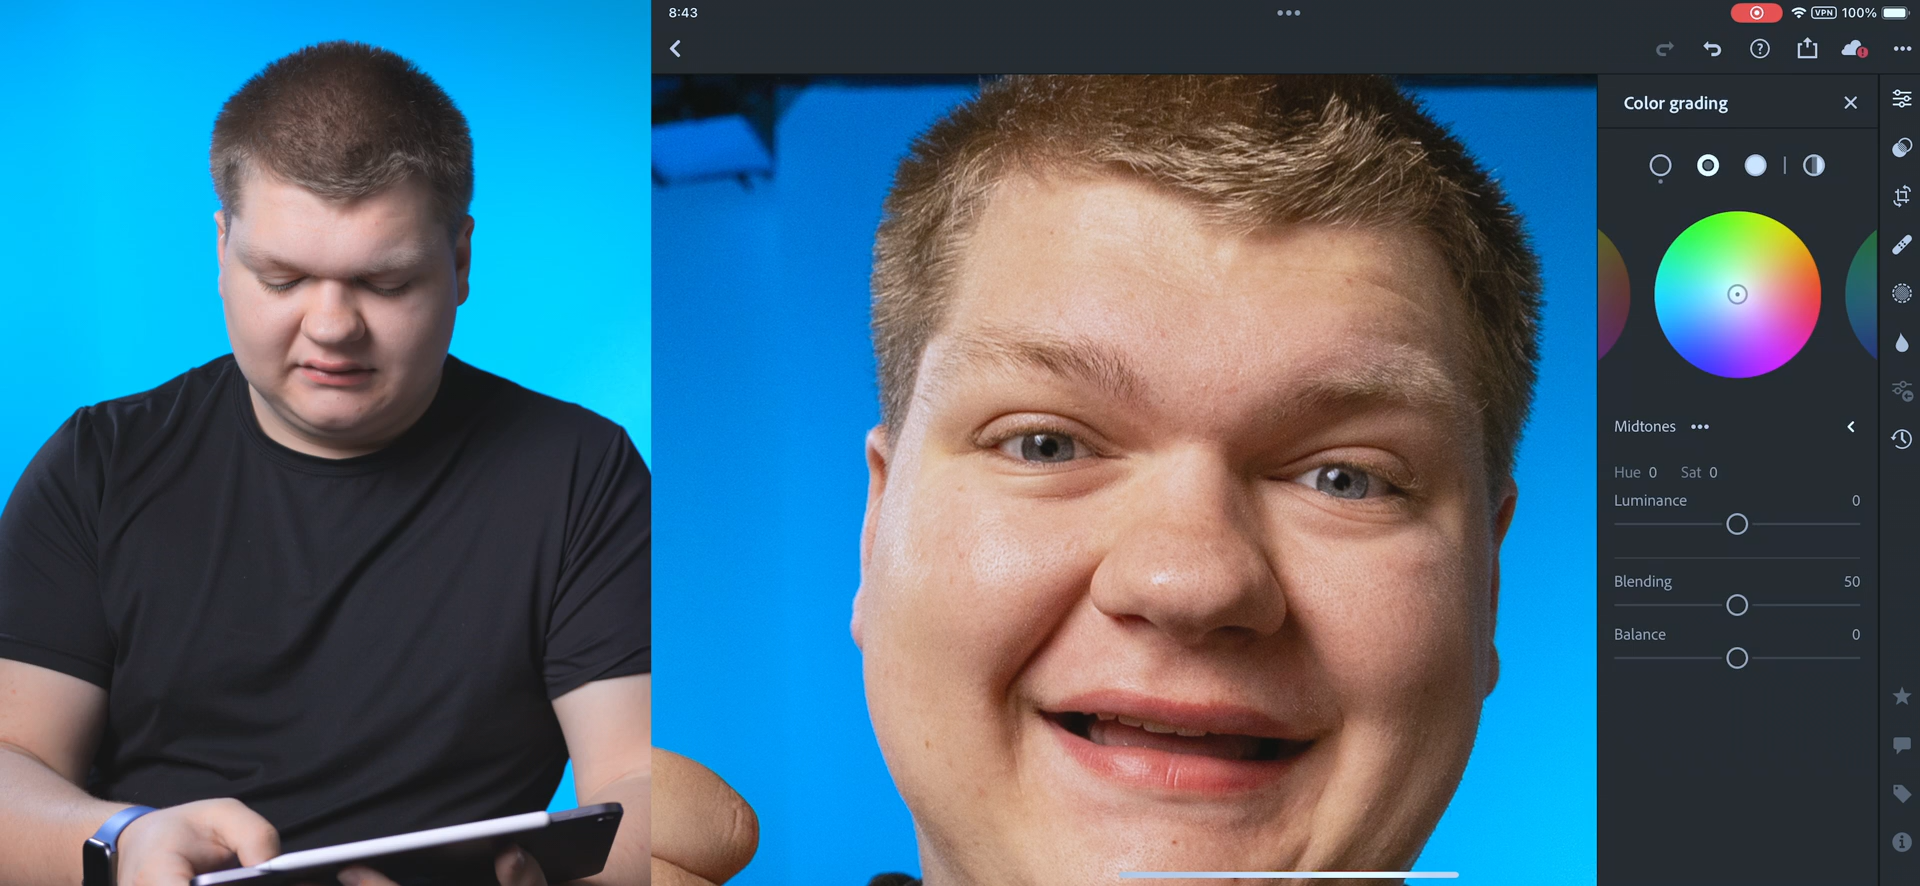 8:43
VPN 100%
Color grading
Midtones
Hue 0 Sat 0
Luminance 0
Blending 50
Balance 0